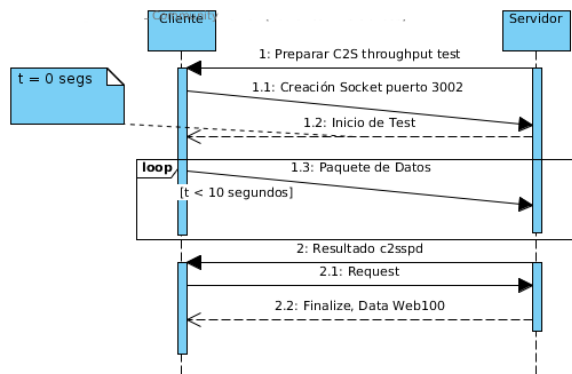 Community
Cliente
Servidor
1: Preparar C2S throughput test
t = 0 segs
1.1: Creación Socket puerto 3002
1.2: Inicio de Test
loop
1.3: Paquete de Datos
[t < 10 segundos]
2: Resultado c2sspd
2.1: Request
2.2: Finalize, Data Web100